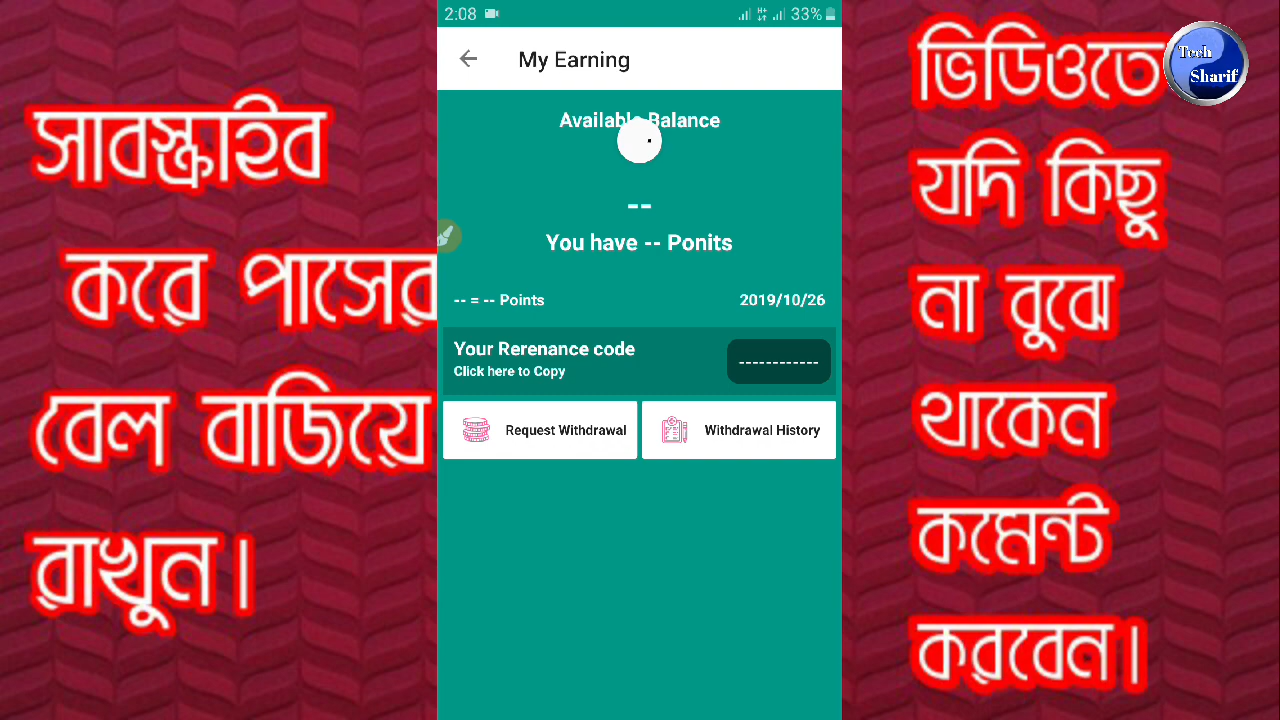 সাবস্ক্রাইব
করে পাসের
বেল বাজিয়ে
রাখুন।
2:08
33%
My Earning
Available Balance
--
You have -- Ponits
-- = -- Points
2019/10/26
Your Rerenance code
Click here to Copy
------------
Request Withdrawal
Withdrawal History
ভিডিওতে
যদি কিছু
না বুঝে
থাকেন
কমেন্ট
করবেন।
Tech
Sharif